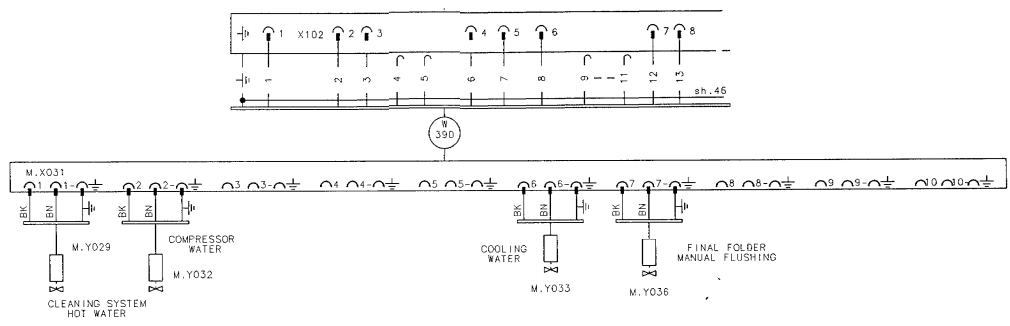 1 X102 2 3 4 5 6 7 8
1 2 3 4 5 6 7 8 9 11 12 13
sh.46
W
39D
M.X031
1 1- 2 2- 3 3- 4 4- 5 5- 6 6- 7 7- 8 8- 9 9- 10 10-
BK BN BK BN BK BN BK BN
M.Y029
COMPRESSOR
WATER
M.Y032
CLEANING SYSTEM
HOT WATER
COOLING
WATER
M.Y033
FINAL FOLDER
MANUAL FLUSHING
M.Y036